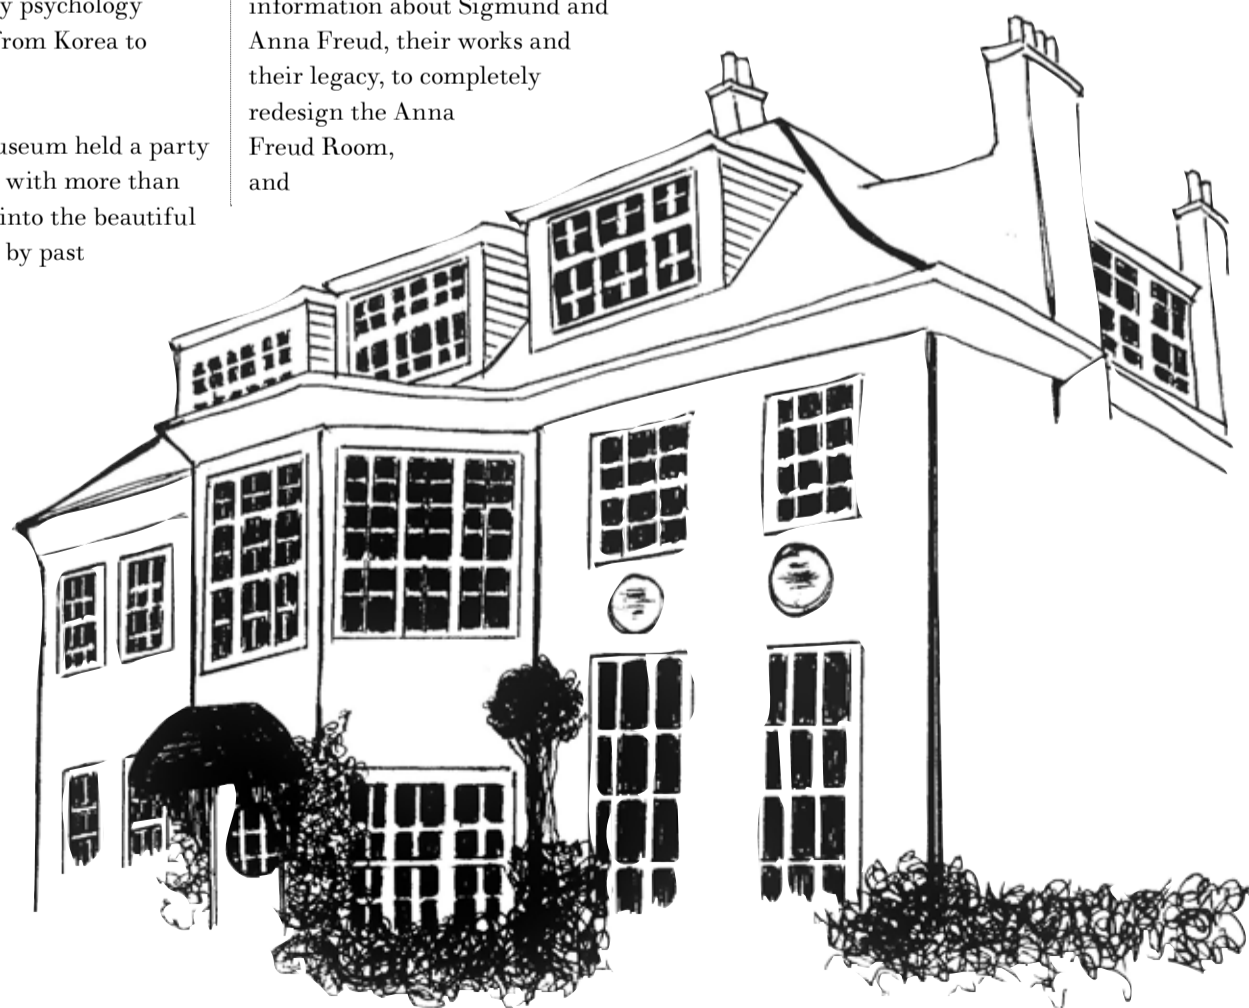 y psychology
from Korea to
useum held a party
with more than
into the beautiful
by past
information about Sigmund and
Anna Freud, their works and
their legacy, to completely
redesign the Anna
Freud Room,
and